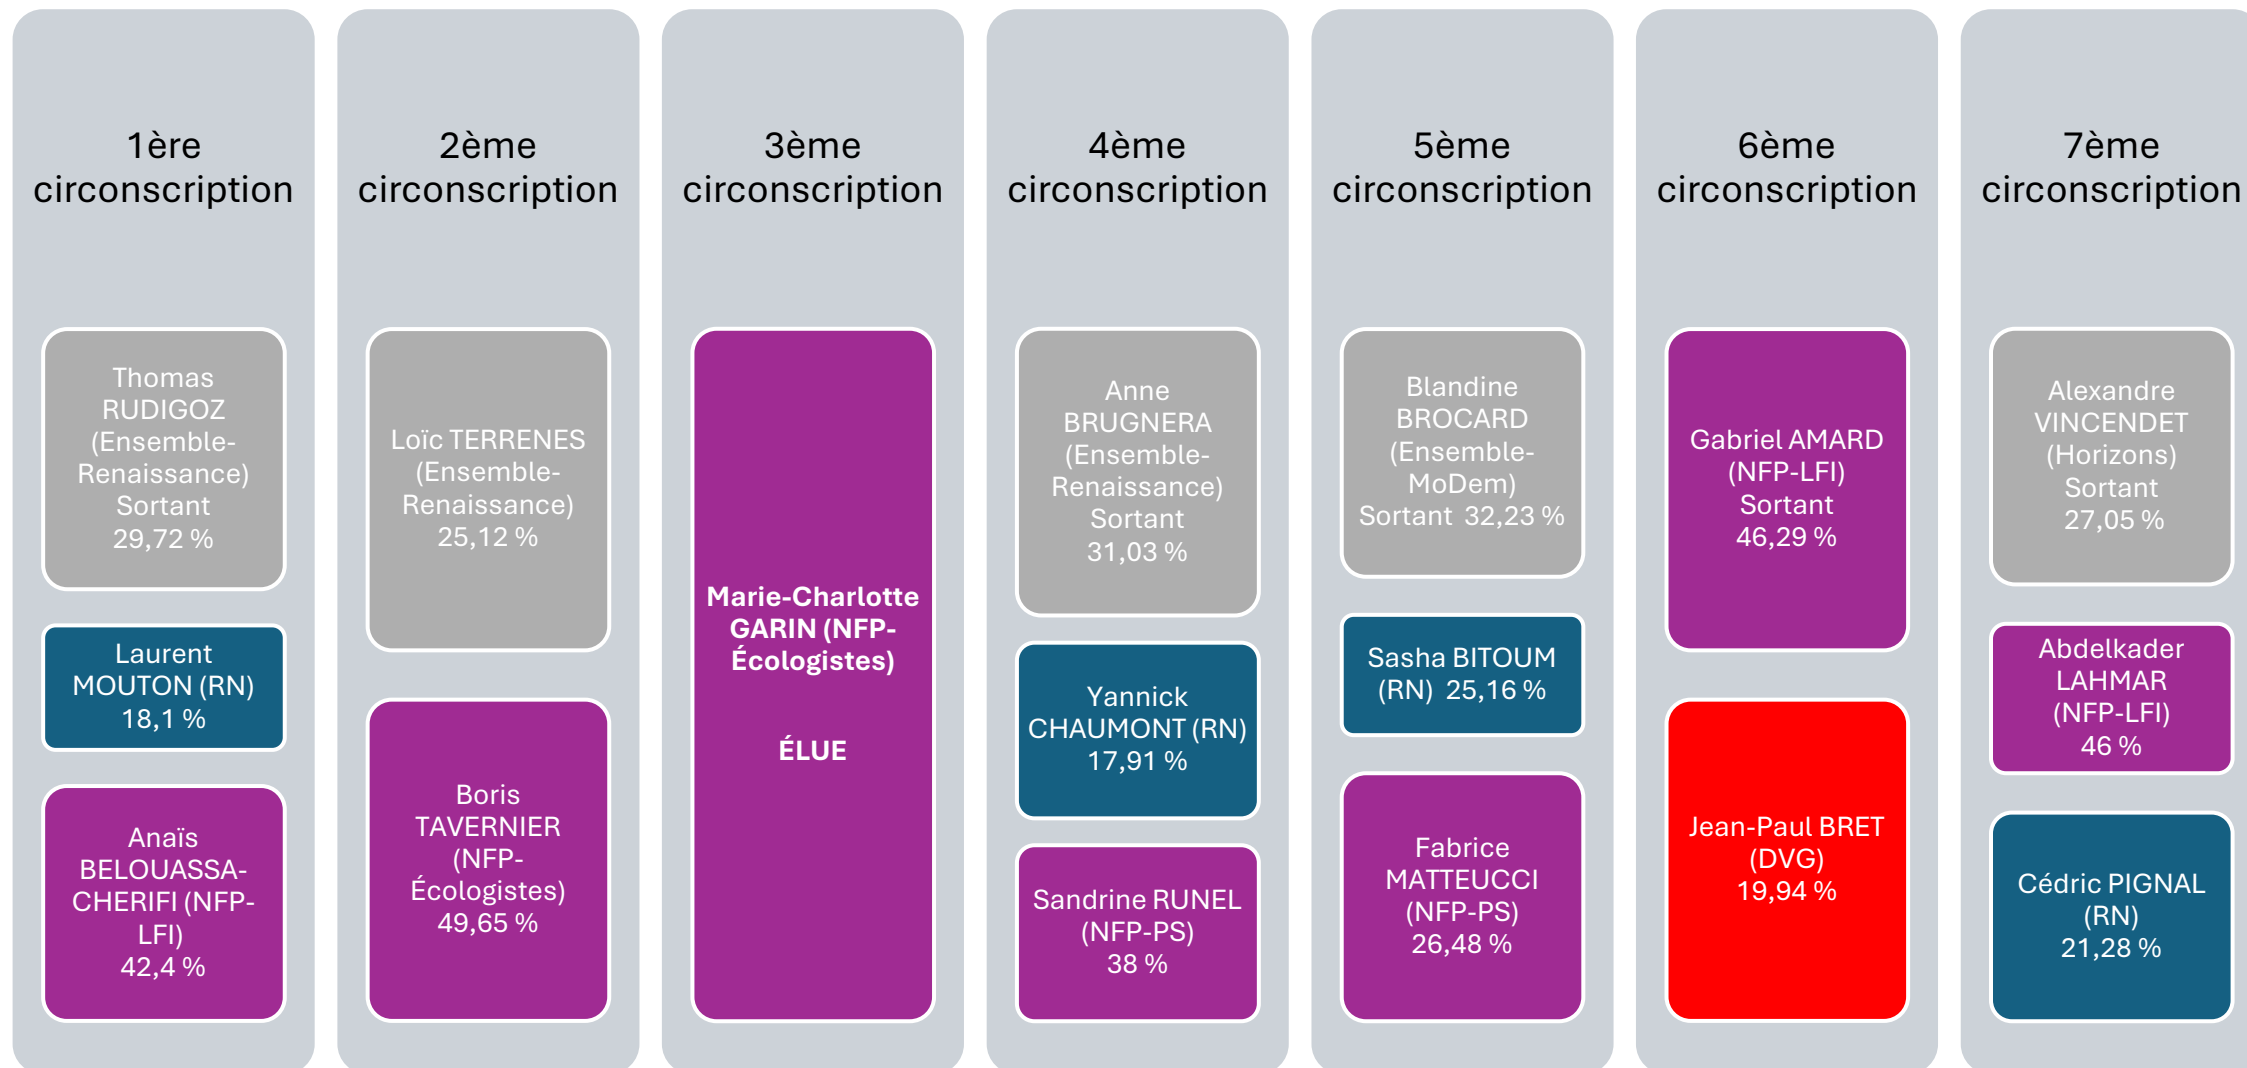 1ère
circonscription
Thomas
RUDIGOZ
(Ensemble-
Renaissance)
Sortant
29,72 %
Laurent
MOUTON (RN)
18,1 %
Anaïs
BELOUASSA-
CHERIFI (NFP-
LFI)
42,4 %
2ème
circonscription
Loïc TERRENES
(Ensemble-
Renaissance)
25,12 %
Boris
TAVERNIER
(NFP-
Écologistes)
49,65 %
3ème
circonscription
Marie-Charlotte
GARIN (NFP-
Écologistes)
ÉLUE
4ème
circonscription
Anne
BRUGNERA
(Ensemble-
Renaissance)
Sortant
31,03 %
Yannick
CHAUMONT (RN)
17,91 %
Sandrine RUNEL
(NFP-PS)
38 %
5ème
circonscription
Blandine
BROCARD
(Ensemble-
MoDem)
Sortant 32,23 %
Sasha BITOUM
(RN) 25,16 %
Fabrice
MATTEUCCI
(NFP-PS)
26,48 %
6ème
circonscription
Gabriel AMARD
(NFP-LFI)
Sortant
46,29 %
Jean-Paul BRET
(DVG)
19,94 %
7ème
circonscription
Alexandre
VINCENDET
(Horizons)
Sortant
27,05 %
Abdelkader
LAHMAR
(NFP-LFI)
46 %
Cédric PIGNAL
(RN)
21,28 %